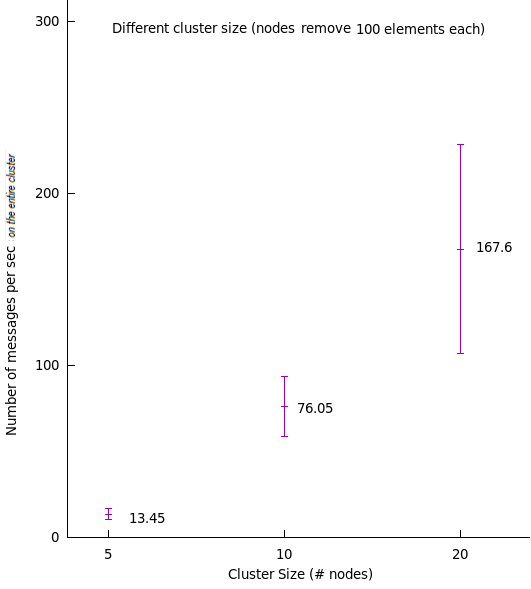 Different cluster size (nodes remove 100 elements each)
300
200
100
0
Number of messages per sec on the entire cluster
167.6
76.05
13.45
5 10 20
Cluster Size (# nodes)